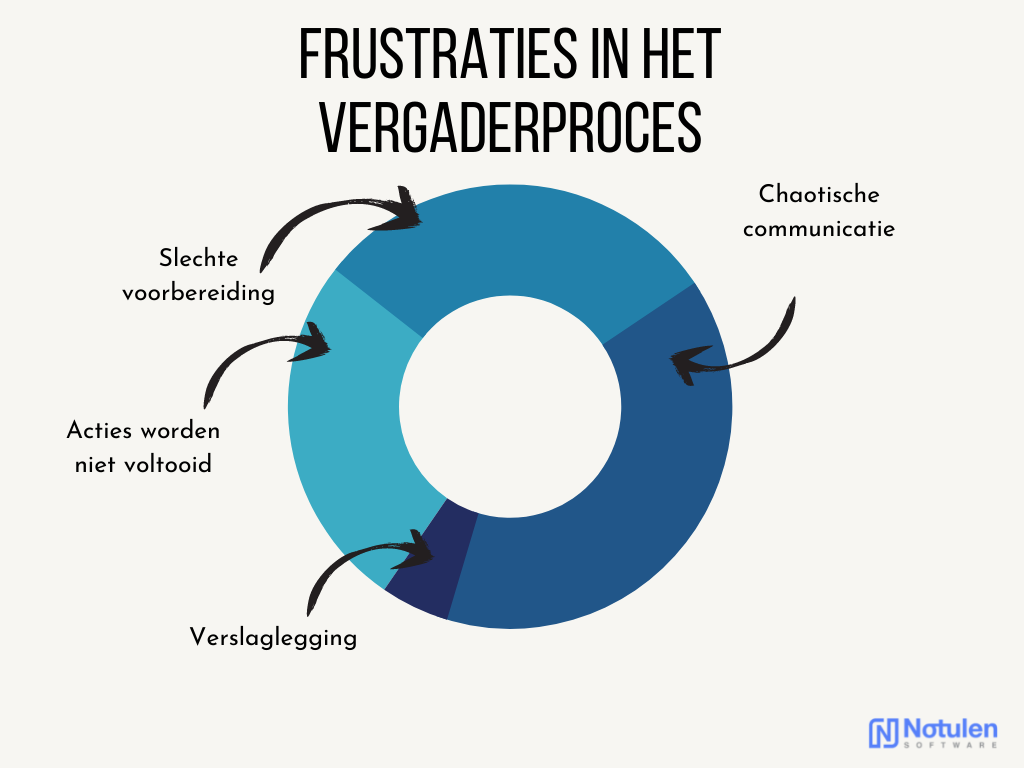 FRUSTRATIES IN HET
VERGADERPROCES
Chaotische
communicatie
Slechte
voorbereiding
Acties worden
niet voltooid
Verslaglegging
Notulen
SOFTWARE